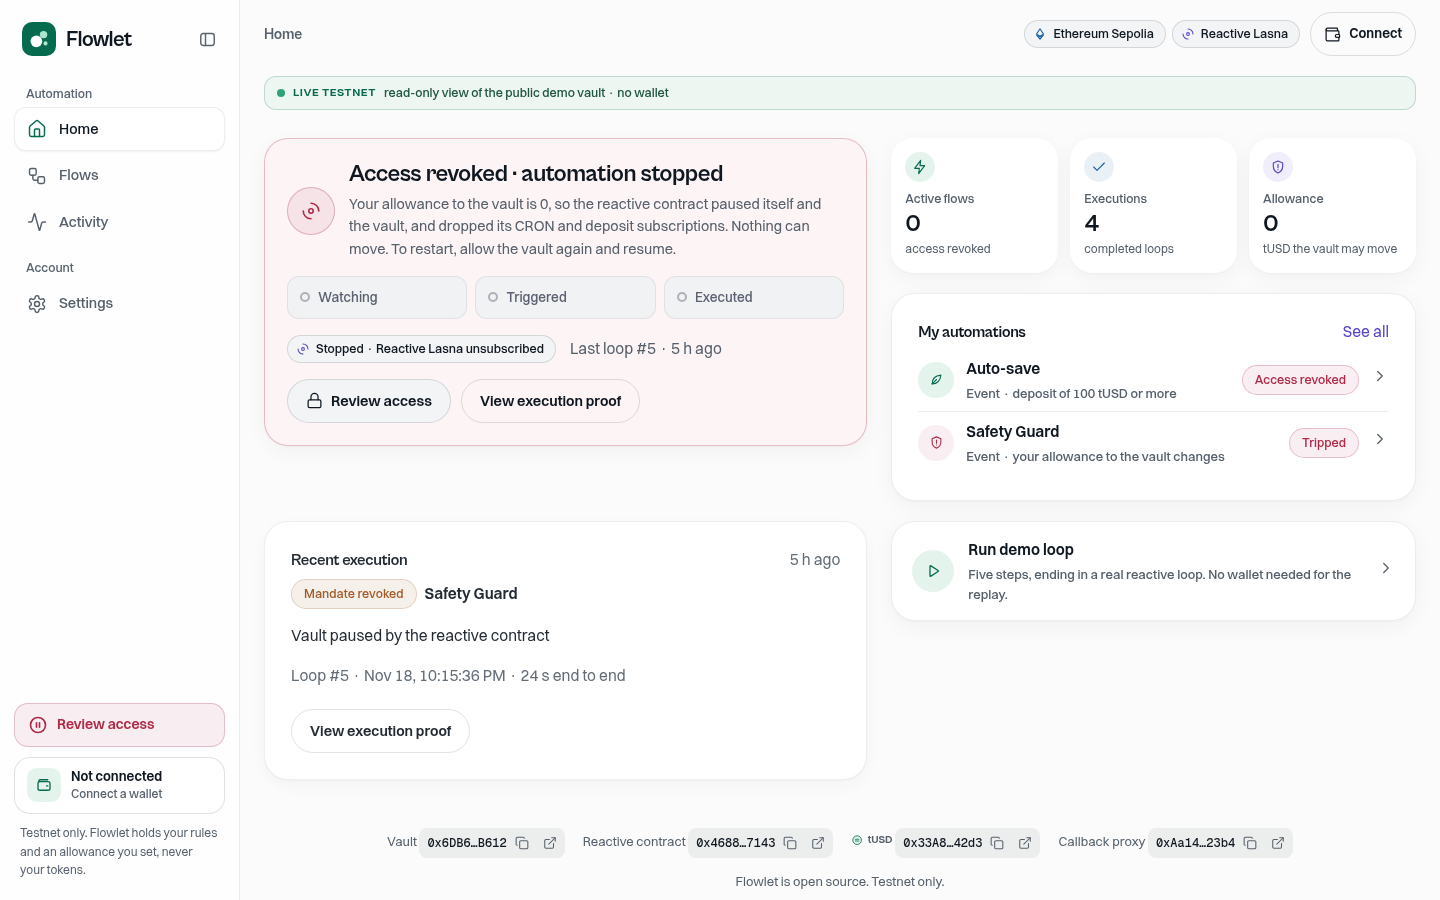 Flowlet
Automation
Home
Flows
Activity
Account
Settings
Review access
Not connected
Connect a wallet
Testnet only. Flowlet holds your rules
and an allowance you set, never
your tokens.
Home
Ethereum Sepolia
Reactive Lasna
Connect
LIVE TESTNET read-only view of the public demo vault · no wallet
Access revoked · automation stopped
Your allowance to the vault is 0, so the reactive contract paused itself and
the vault, and dropped its CRON and deposit subscriptions. Nothing can
move. To restart, allow the vault again and resume.
Watching
Triggered
Executed
Stopped · Reactive Lasna unsubscribed
Last loop #5 · 5 h ago
Review access
View execution proof
Active flows
0
access revoked
Executions
4
completed loops
Allowance
0
tUSD the vault may move
My automations
See all
Auto-save
Event · deposit of 100 tUSD or more
Access revoked
Safety Guard
Event · your allowance to the vault changes
Tripped
Recent execution
5 h ago
Mandate revoked
Safety Guard
Vault paused by the reactive contract
Loop #5 · Nov 18, 10:15:36 PM · 24 s end to end
View execution proof
Run demo loop
Five steps, ending in a real reactive loop. No wallet needed for the
replay.
Vault 0x6DB6…B612
Reactive contract 0x4688…7143
tUSD 0x33A8…42d3
Callback proxy 0xAa14…23b4
Flowlet is open source. Testnet only.